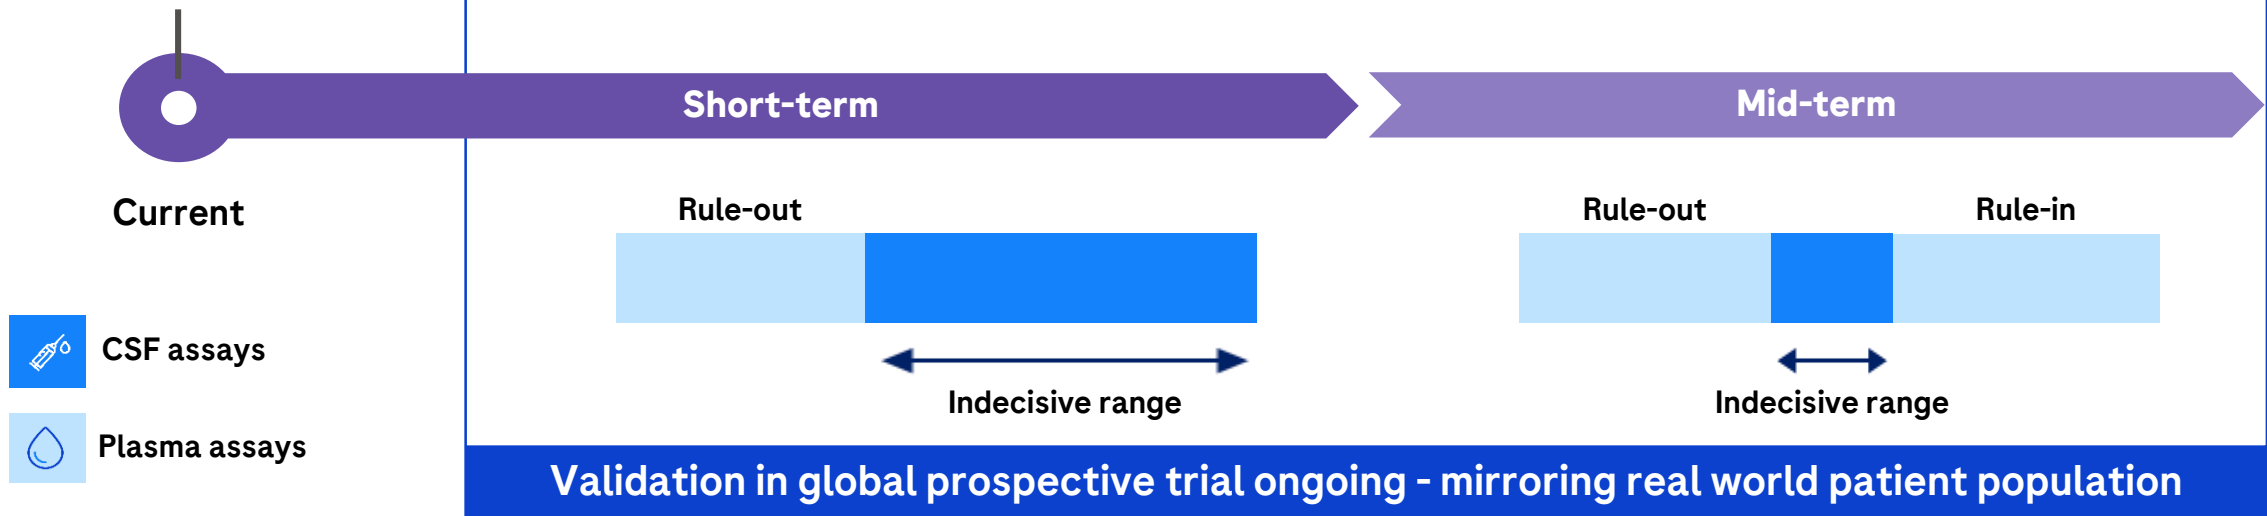 Short-term
Mid-term
Current
Rule-out
Rule-out
Rule-in
CSF assays
Indecisive range
Indecisive range
Plasma assays
Validation in global prospective trial ongoing - mirroring real world patient population